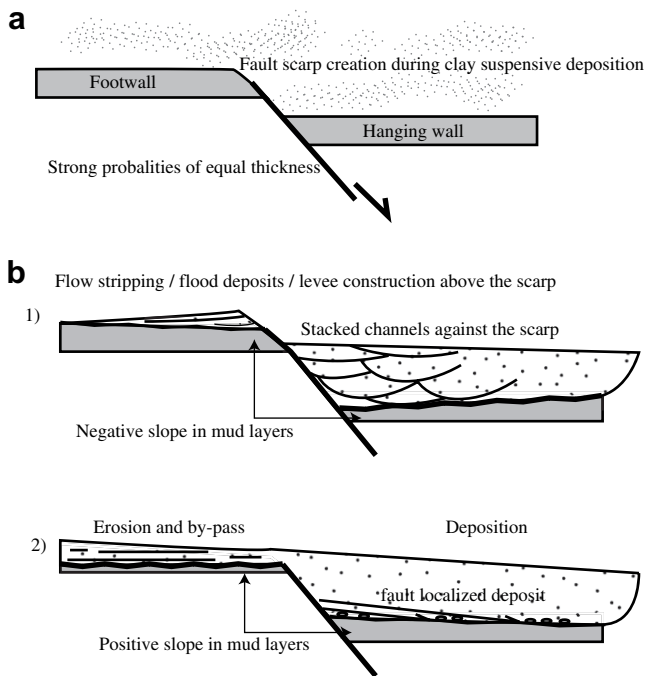 a
Fault scarp creation during clay suspensive deposition
Footwall
Hanging wall
Strong probalities of equal thickness
b
Flow stripping / flood deposits / levee construction above the scarp
1)
Stacked channels against the scarp
Negative slope in mud layers
Erosion and by-pass
Deposition
2)
fault localized deposit
Positive slope in mud layers